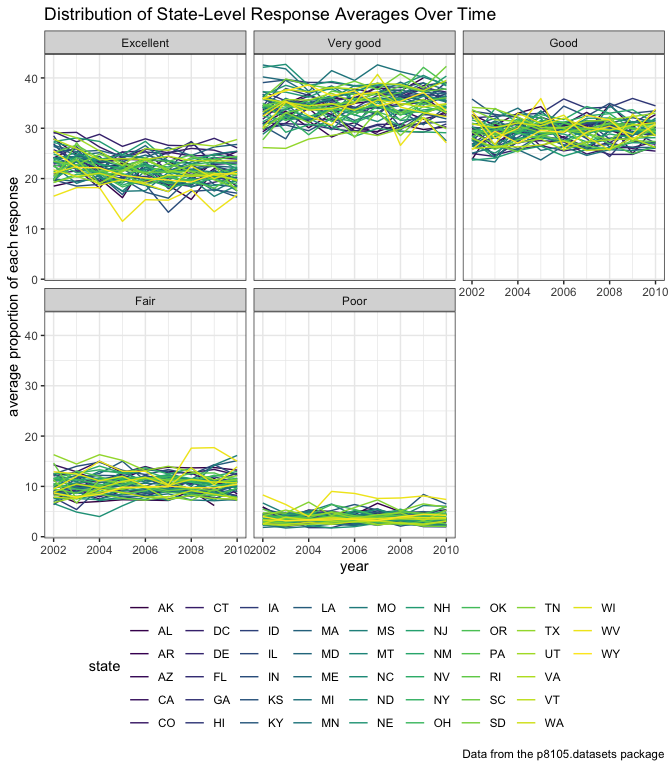 Distribution of State-Level Response Averages Over Time
Excellent Very good Good
40
30
20
10
0
2002 2004 2006 2008 2010
Fair Poor
40
30
20
10
0
2002 2004 2006 2008 2010 2002 2004 2006 2008 2010
average proportion of each response
year
state
AK CT IA LA MO NH OK TN WI
AL DC ID MA MS NJ OR TX WV
AR DE IL MD MT NM PA UT WY
AZ FL IN ME NC NV RI VA
CA GA KS MI ND NY SC VT
CO HI KY MN NE OH SD WA
Data from the p8105.datasets package